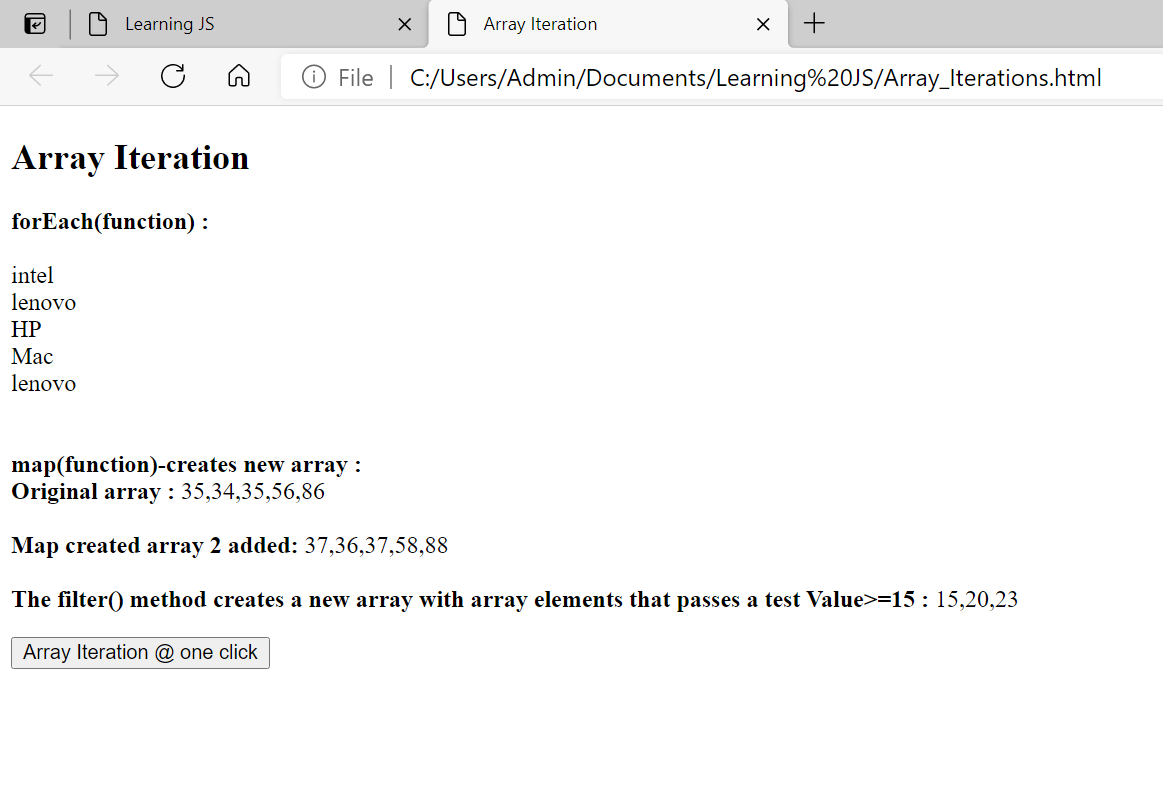 Learning JS
Array Iteration
File
C:/Users/Admin/Documents/Learning%20JS/Array_Iterations.html
Array Iteration
forEach(function) :
intel
lenovo
HP
Mac
lenovo
map(function)-creates new array :
Original array : 35,34,35,56,86
Map created array 2 added: 37,36,37,58,88
The filter() method creates a new array with array elements that passes a test Value>=15 : 15,20,23
Array Iteration @ one click